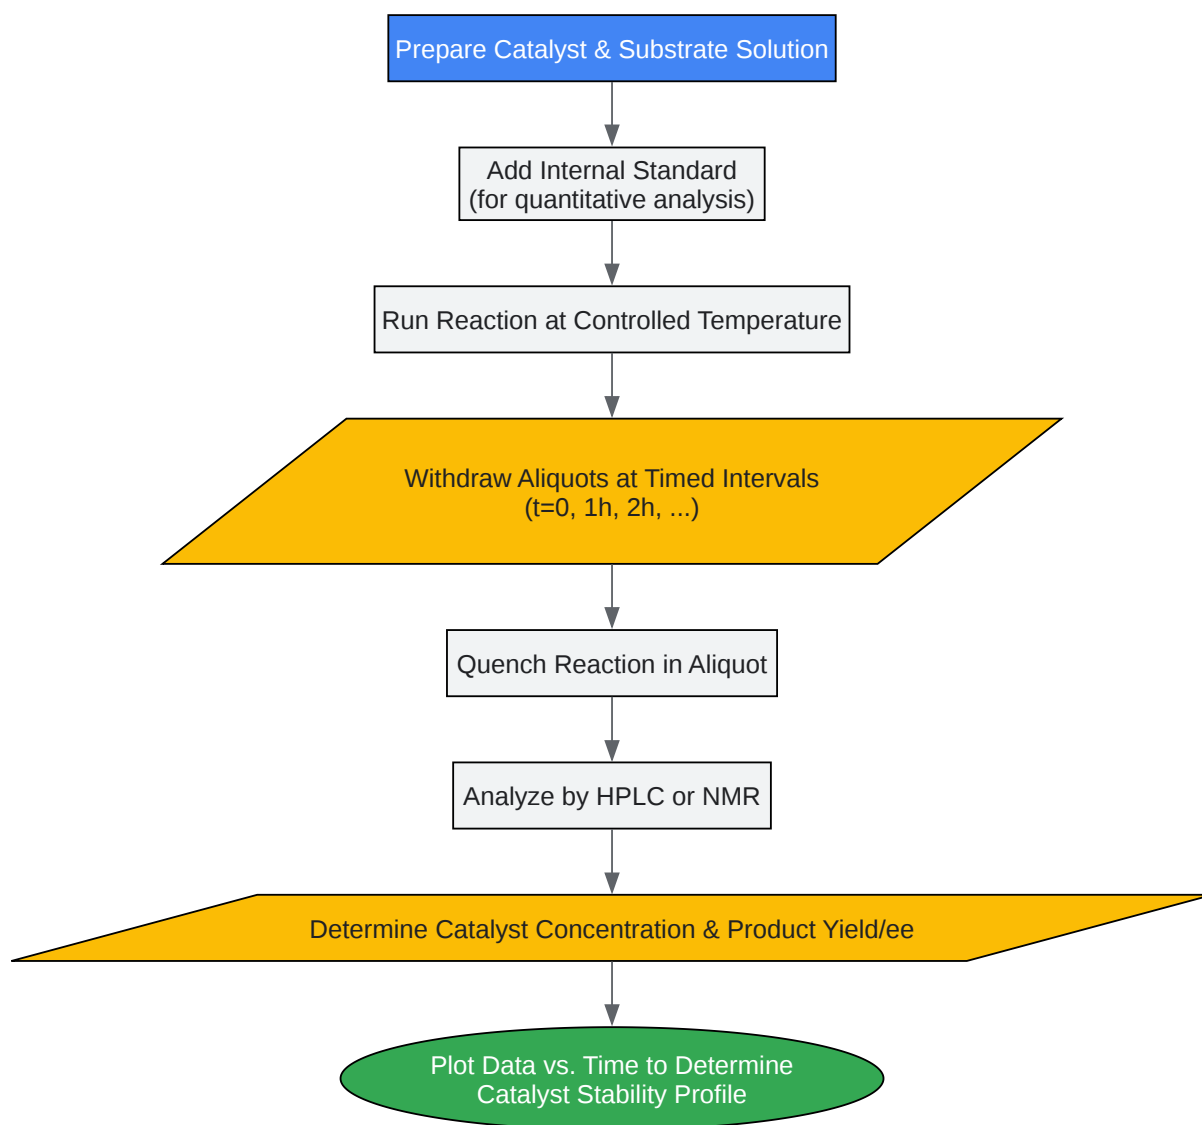 Prepare Catalyst & Substrate Solution
Add Internal Standard
(for quantitative analysis)
Run Reaction at Controlled Temperature
Withdraw Aliquots at Timed Intervals
(t=0, 1h, 2h, ...)
Quench Reaction in Aliquot
Analyze by HPLC or NMR
Determine Catalyst Concentration & Product Yield/ee
Plot Data vs. Time to Determine
Catalyst Stability Profile